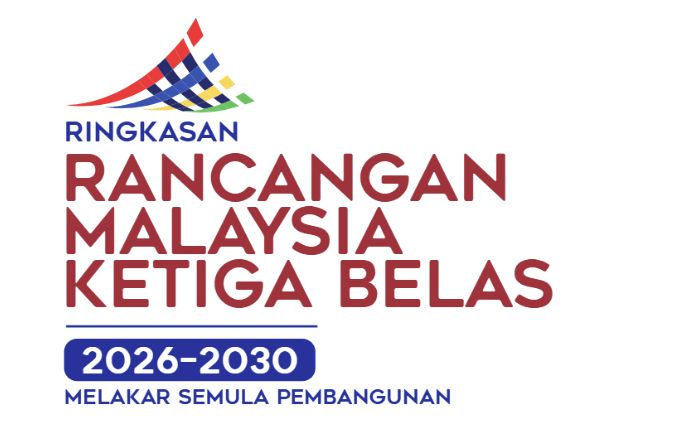 RINGKASAN
RANCANGAN
MALAYSIA
KETIGA BELAS
2026-2030
MELAKAR SEMULA PEMBANGUNAN